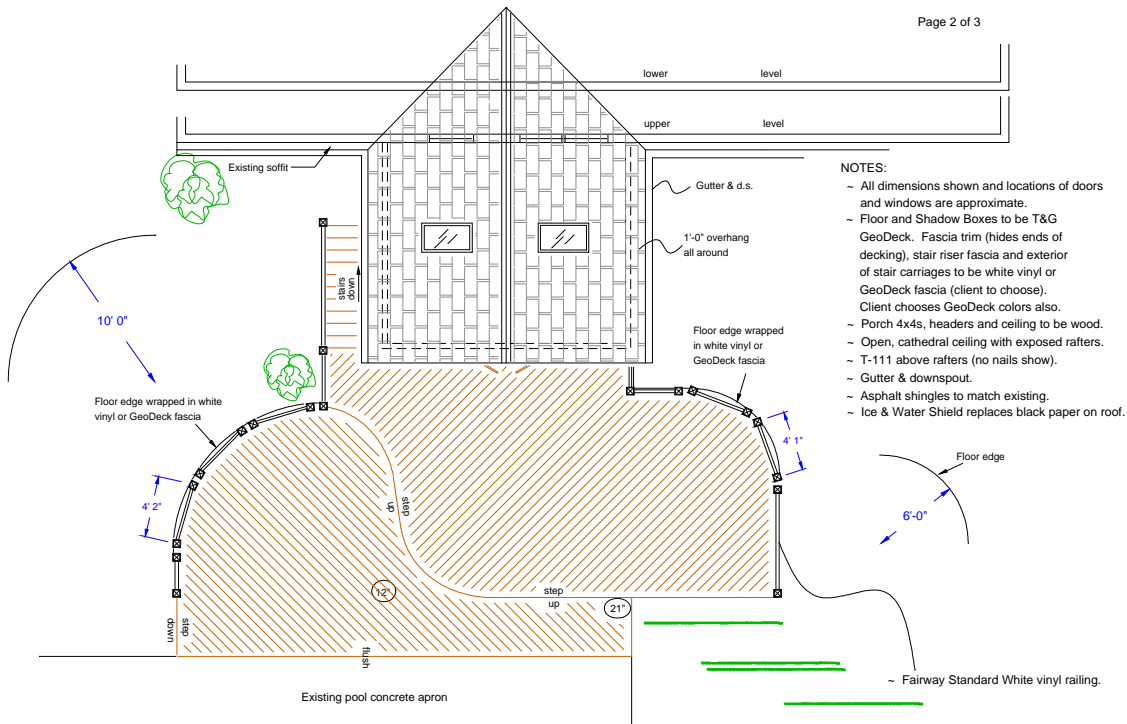 Page 2 of 3
lower level
upper level
Existing soffit
Gutter & d.s.
1'-0" overhang
all around
stairs
down
10' 0"
Floor edge wrapped in white
vinyl or GeoDeck fascia
4' 2"
Floor edge wrapped
in white vinyl or
GeoDeck fascia
4' 1"
NOTES:
~ All dimensions shown and locations of doors
and windows are approximate.
~ Floor and Shadow Boxes to be T&G
GeoDeck. Fascia trim (hides ends of
decking), stair riser fascia and exterior
of stair carriages to be white vinyl or
GeoDeck fascia (client to choose).
Client chooses GeoDeck colors also.
~ Porch 4x4s, headers and ceiling to be wood.
~ Open, cathedral ceiling with exposed rafters.
~ T-111 above rafters (no nails show).
~ Gutter & downspout.
~ Asphalt shingles to match existing.
~ Ice & Water Shield replaces black paper on roof.
Floor edge
6'-0"
step
up
12"
step
up
21"
step
down
flush
Existing pool concrete apron
~ Fairway Standard White vinyl railing.